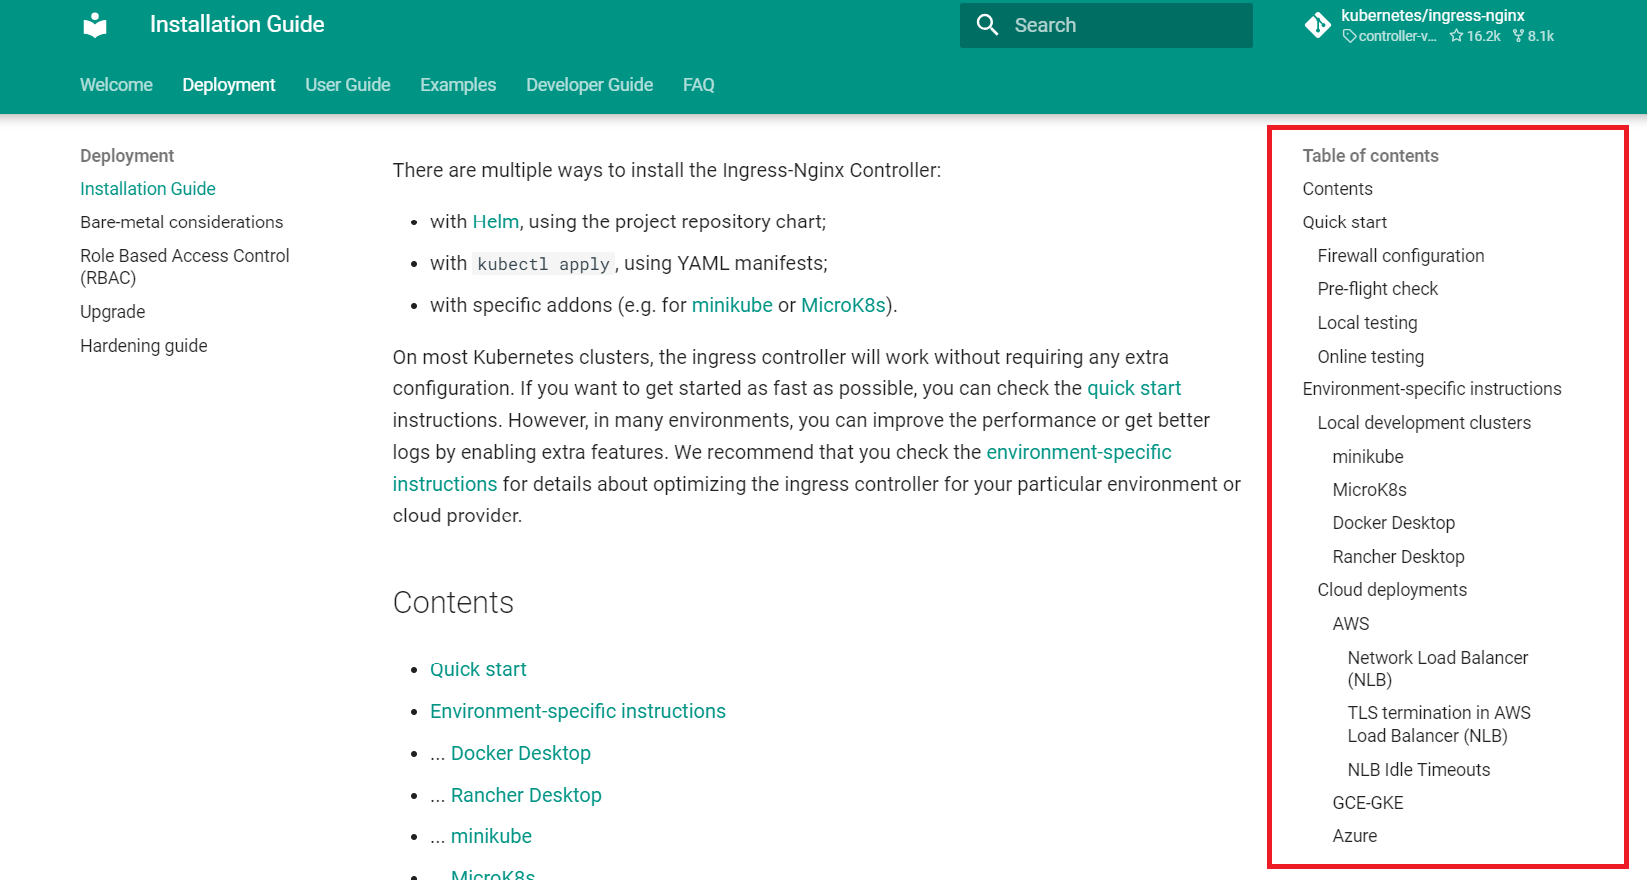 Installation Guide
Search
kubernetes/ingress-nginx
controller-v... 16.2k 8.1k
Welcome Deployment User Guide Examples Developer Guide FAQ
Deployment
Installation Guide
Bare-metal considerations
Role Based Access Control
(RBAC)
Upgrade
Hardening guide
There are multiple ways to install the Ingress-Nginx Controller:
• with Helm, using the project repository chart;
• with kubectl apply, using YAML manifests;
• with specific addons (e.g. for minikube or MicroK8s).
On most Kubernetes clusters, the ingress controller will work without requiring any extra
configuration. If you want to get started as fast as possible, you can check the quick start
instructions. However, in many environments, you can improve the performance or get better
logs by enabling extra features. We recommend that you check the environment-specific
instructions for details about optimizing the ingress controller for your particular environment or
cloud provider.
Contents
• Quick start
• Environment-specific instructions
• ... Docker Desktop
• ... Rancher Desktop
• ... minikube
• ... MicroK8s
Table of contents
Contents
Quick start
Firewall configuration
Pre-flight check
Local testing
Online testing
Environment-specific instructions
Local development clusters
minikube
MicroK8s
Docker Desktop
Rancher Desktop
Cloud deployments
AWS
Network Load Balancer
(NLB)
TLS termination in AWS
Load Balancer (NLB)
NLB Idle Timeouts
GCE-GKE
Azure